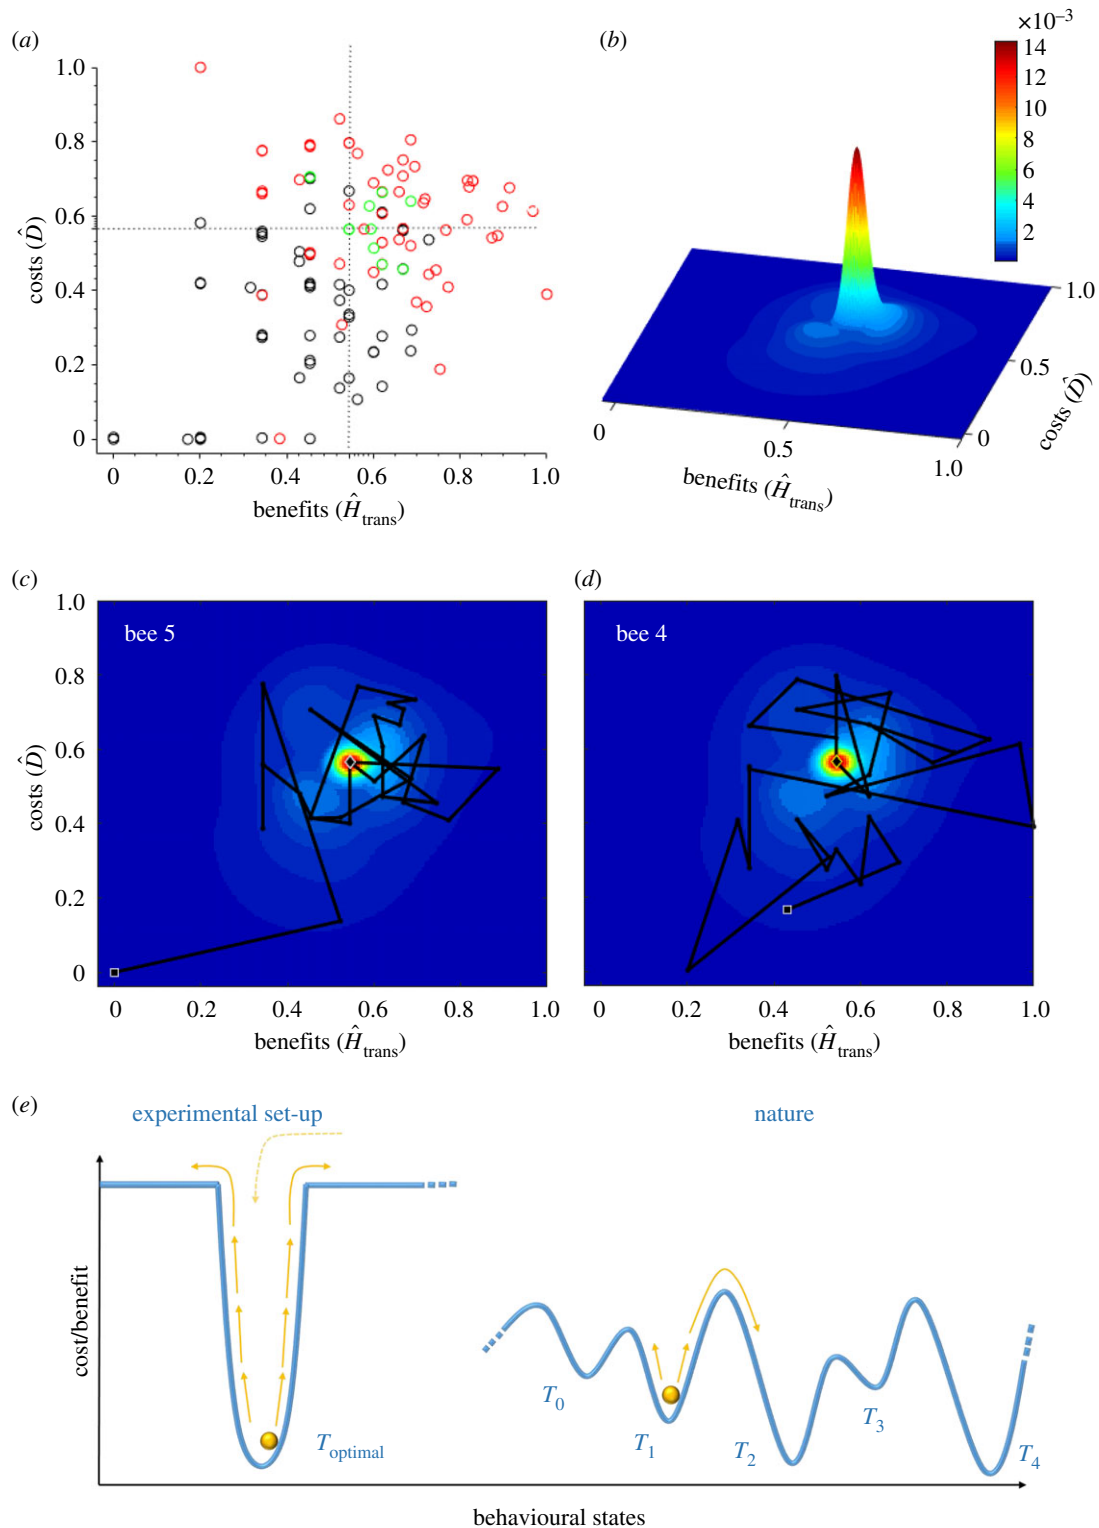 (a)
1.0
0.8
0.6
0.4
0.2
0
costs (D̂)
0 0.2 0.4 0.6 0.8 1.0
benefits (Ĥtrans)
(b)
×10−3
14
12
10
8
6
4
2
1.0
0.5
0
costs (D̂)
0 0.5 1.0
benefits (Ĥtrans)
(c)
bee 5
1.0
0.8
0.6
0.4
0.2
0
costs (D̂)
0 0.2 0.4 0.6 0.8 1.0
benefits (Ĥtrans)
(d)
bee 4
0 0.2 0.4 0.6 0.8 1.0
benefits (Ĥtrans)
(e)
experimental set-up
nature
cost/benefit
Toptimal
T0
T1
T2
T3
T4
behavioural states